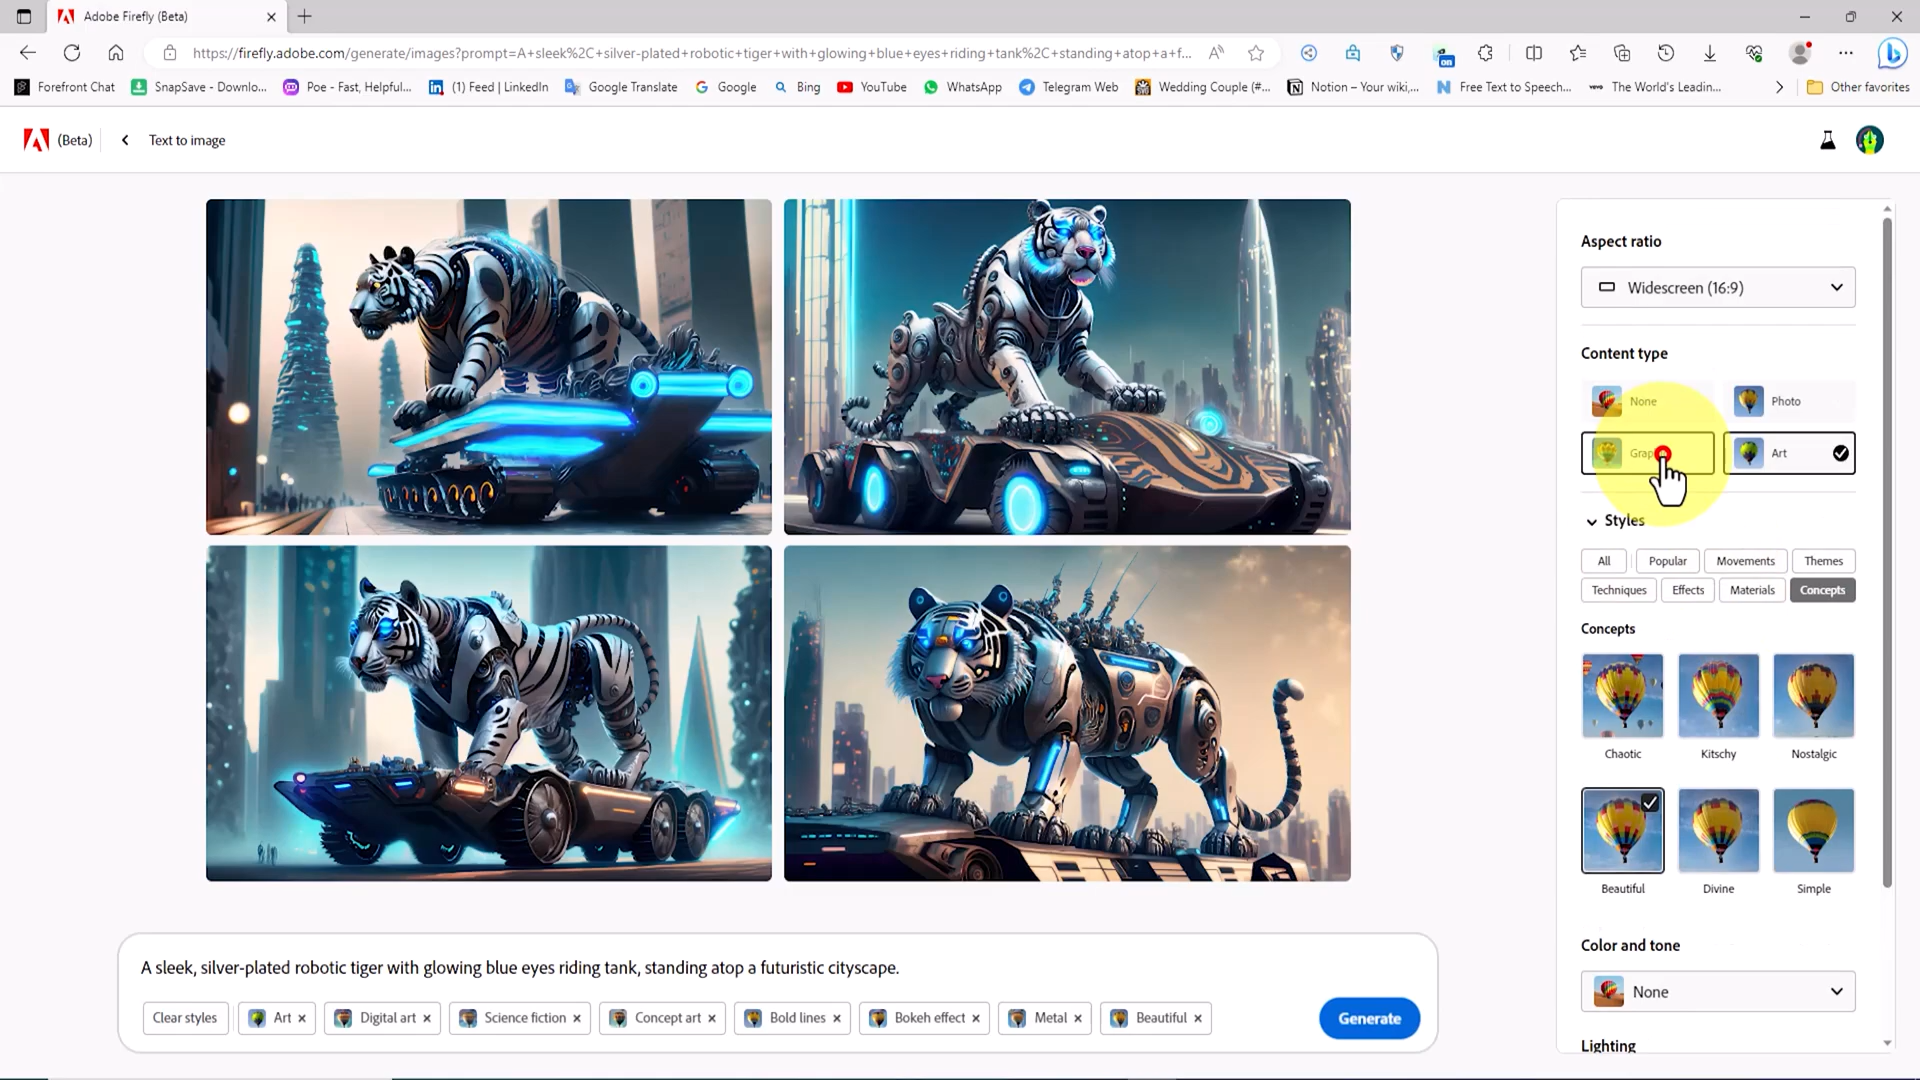 Adobe Firefly (Beta)
https://firefly.adobe.com/generate/images?prompt=A+sleek%2C+silver-plated+robotic+tiger+with+glowing+blue+eyes+riding+tank%2C+standing+atop+a+f...
Forefront Chat
SnapSave - Downlo...
Poe - Fast, Helpful...
(1) Feed | LinkedIn
Google Translate
Google
Bing
YouTube
WhatsApp
Telegram Web
Wedding Couple (#...
Notion – Your wiki,...
Free Text to Speech...
The World's Leadin...
Other favorites
on
(Beta)
Text to image
Aspect ratio
Widescreen (16:9)
Content type
None
Photo
Art
Styles
All
Popular
Movements
Themes
Techniques
Effects
Materials
Concepts
Concepts
Chaotic
Kitschy
Nostalgic
Beautiful
Divine
Simple
Color and tone
None
Lighting
A sleek, silver-plated robotic tiger with glowing blue eyes riding tank, standing atop a futuristic cityscape.
Clear styles
Art
Digital art
Science fiction
Concept art
Bold lines
Bokeh effect
Metal
Beautiful
Generate